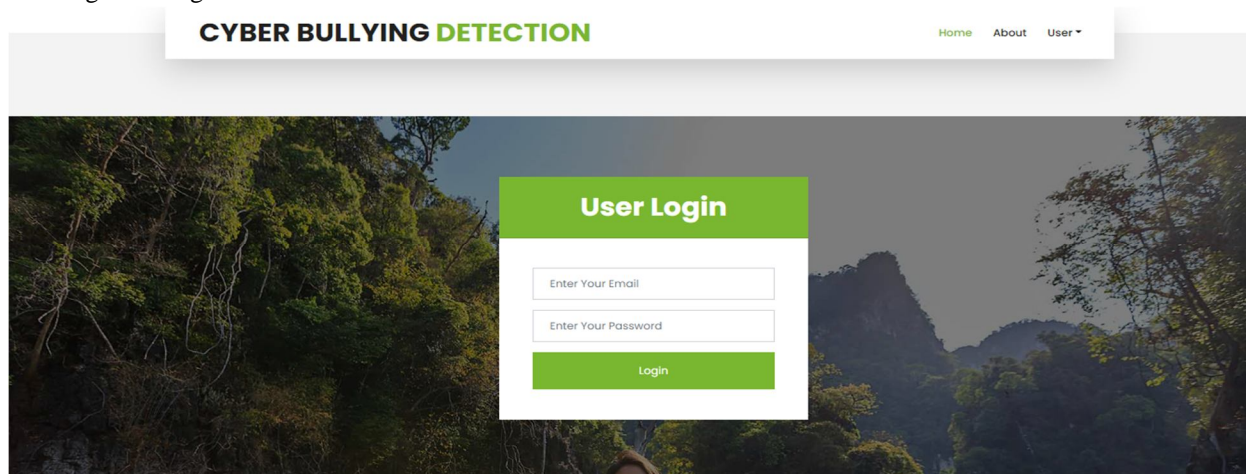 CYBER BULLYING DETECTION
Home About User
User Login
Enter Your Email
Enter Your Password
Login